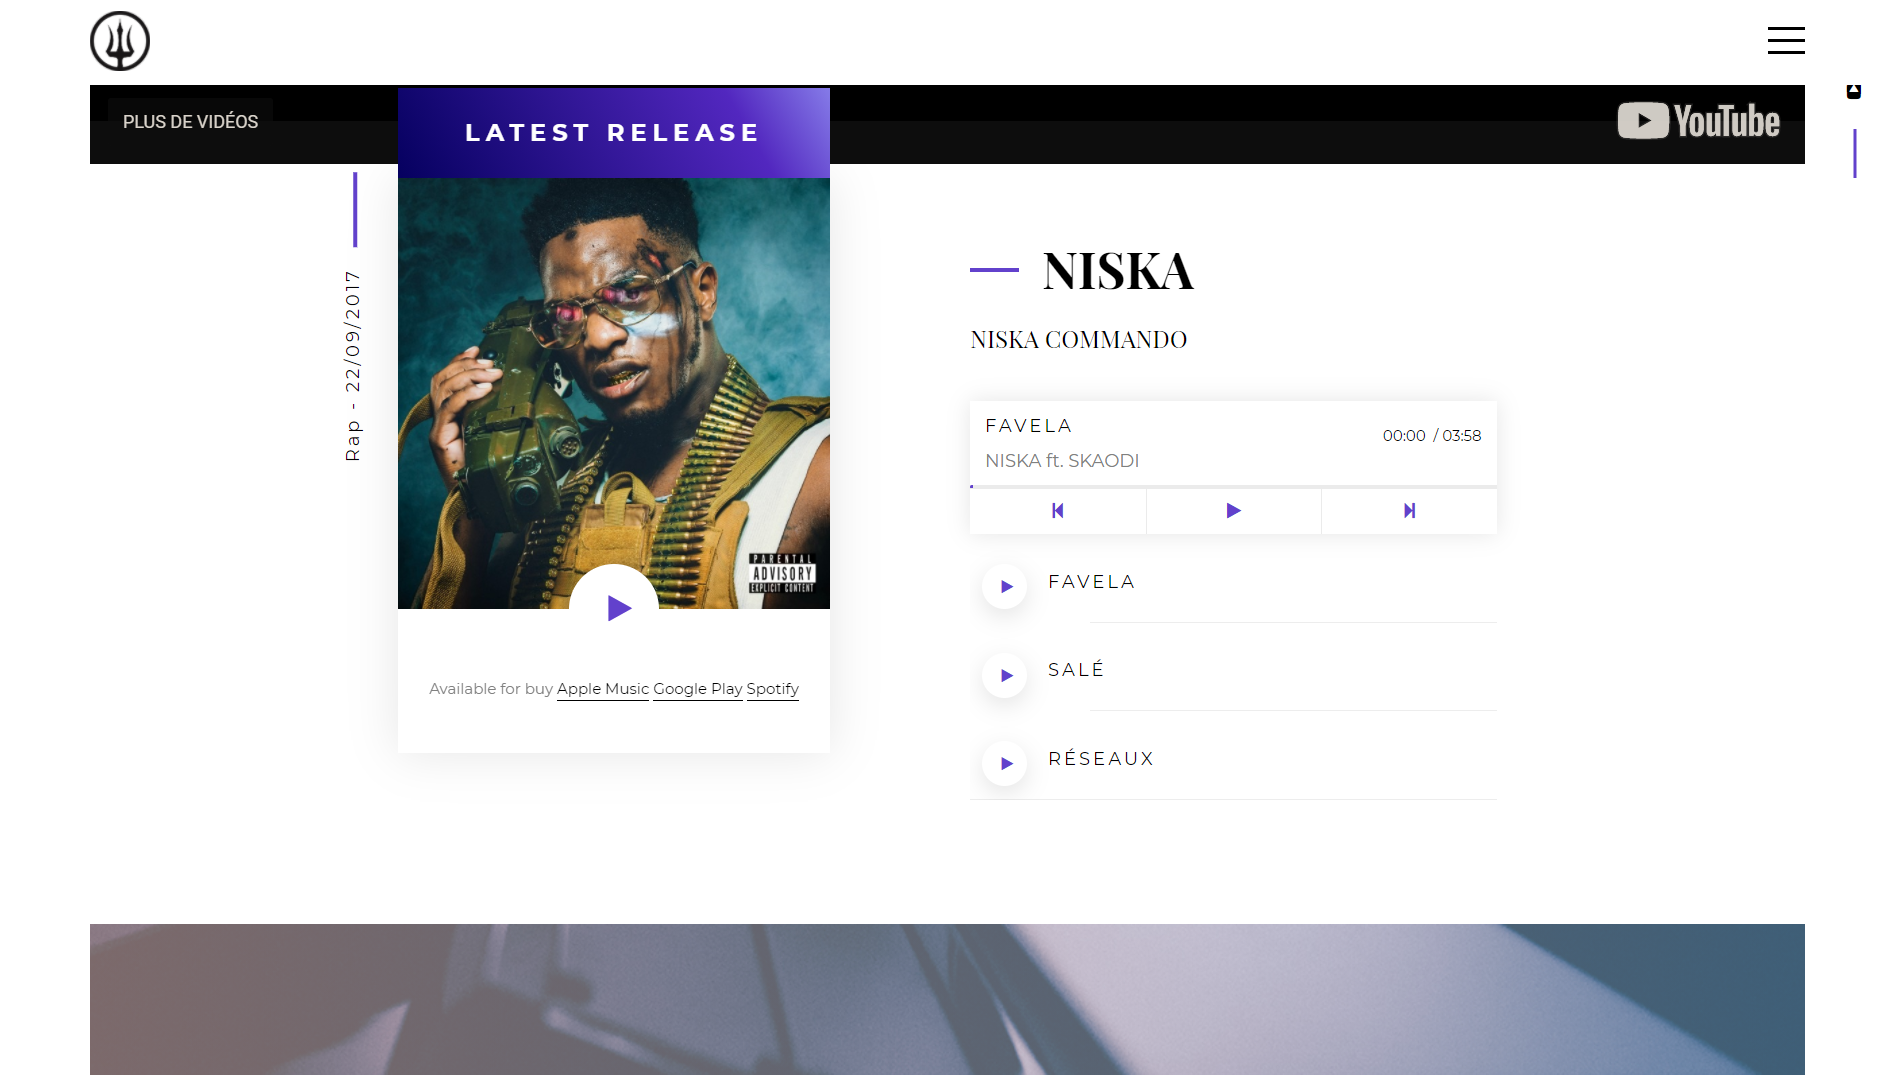 PLUS DE VIDÉOS
YouTube
LATEST RELEASE
Rap - 22/09/2017
PARENTAL
ADVISORY
EXPLICIT CONTENT
Available for buy Apple Music Google Play Spotify
NISKA
NISKA COMMANDO
FAVELA
00:00 / 03:58
NISKA ft. SKAODI
FAVELA
SALÉ
RÉSEAUX